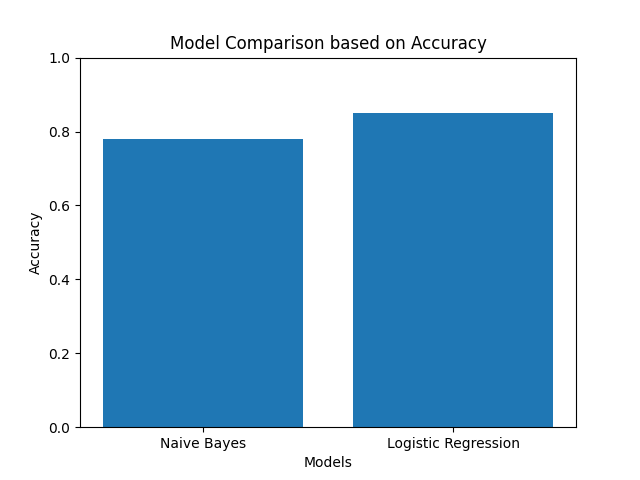 Model Comparison based on Accuracy
1.0
0.8
0.6
0.4
0.2
0.0
Accuracy
Naive Bayes
Logistic Regression
Models